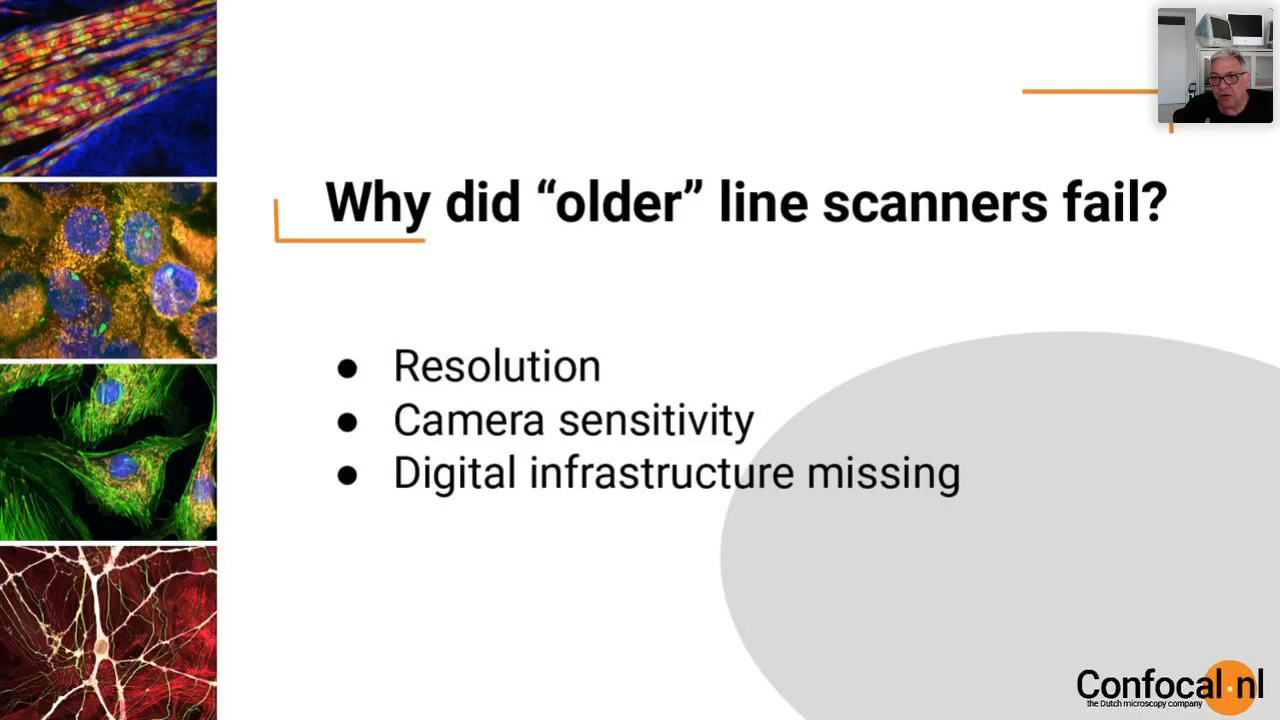 Why did “older” line scanners fail?
● Resolution
● Camera sensitivity
● Digital infrastructure missing
Confocal·nl
the Dutch microscopy company